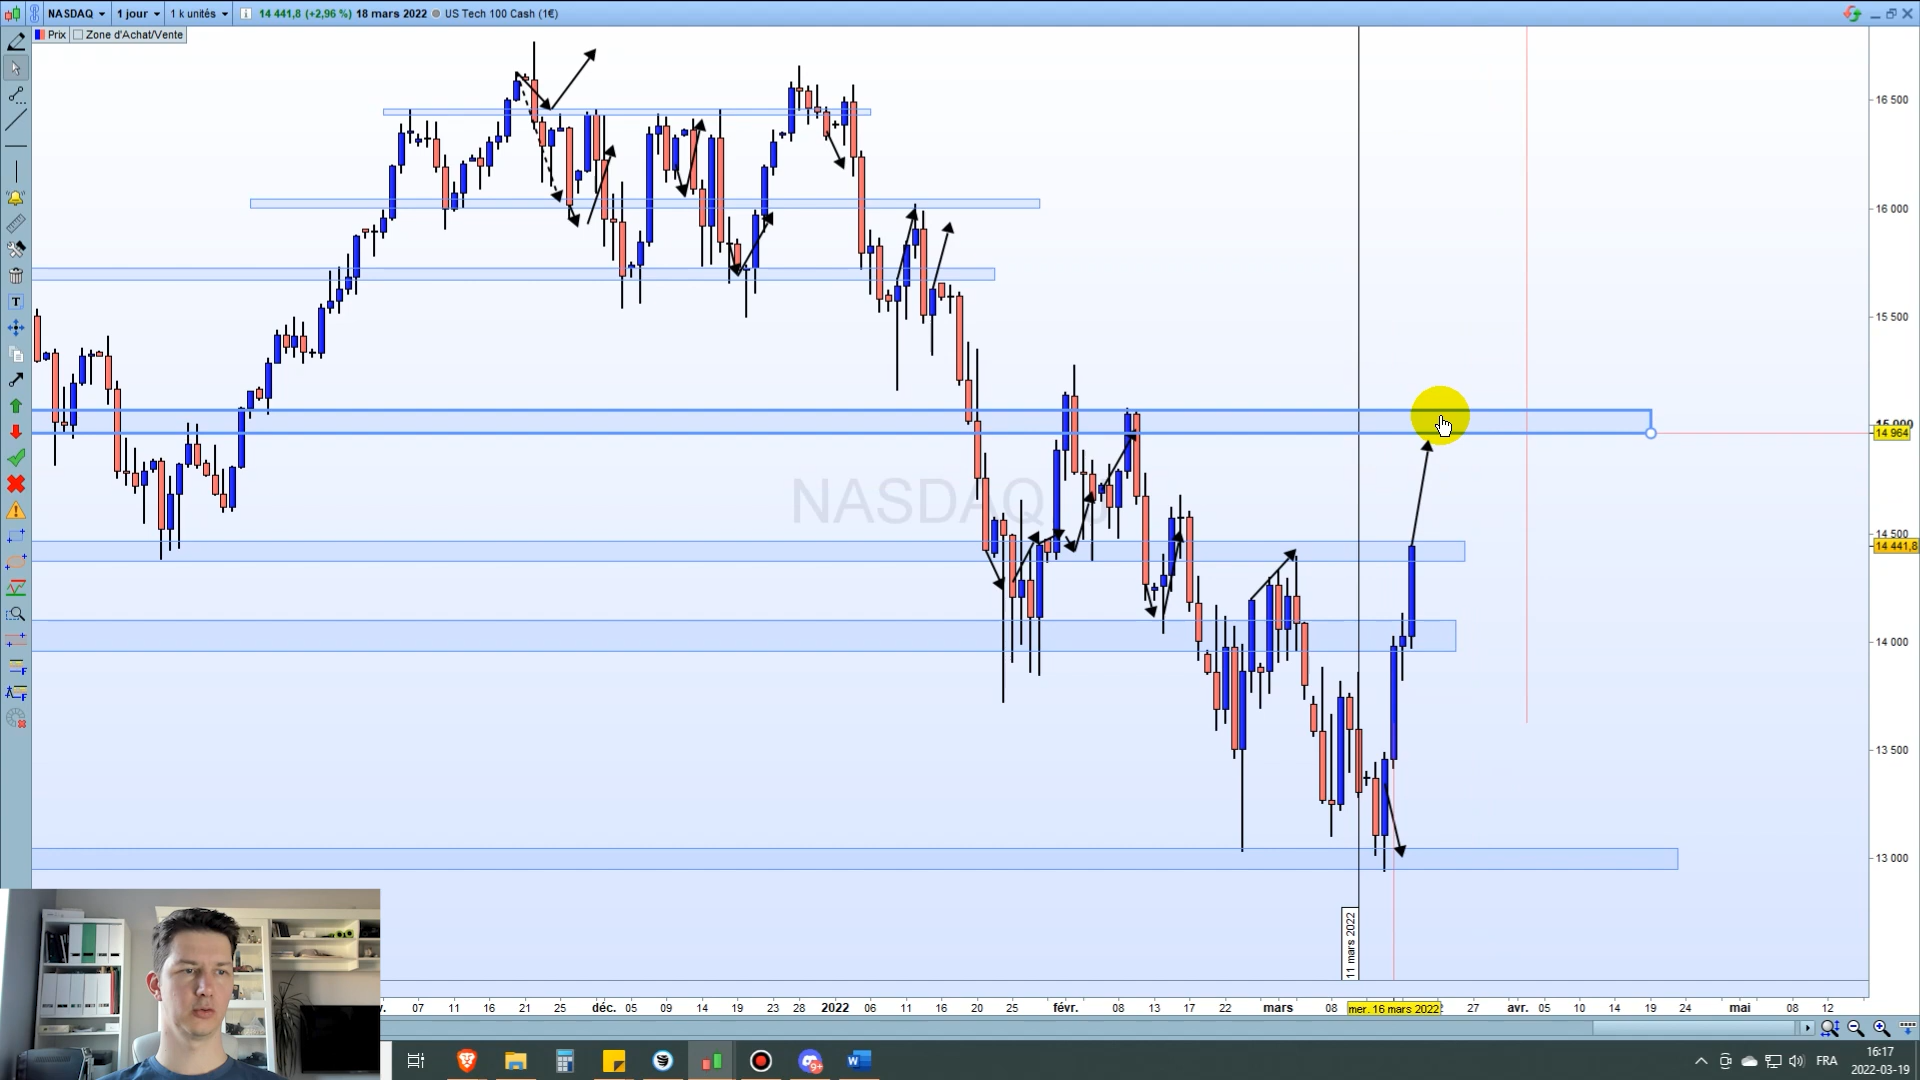 NASDAQ 1 jour 1 k unités 14 441,8 (+2,96 %) 18 mars 2022 US Tech 100 Cash (1€)
Prix Zone d'Achat/Vente
16 500
16 000
15 500
15 000
14 964
NASDAQ
14 500
14 441,8
14 000
13 500
13 000
11 mars 2022
07 11 16 21 25 déc. 05 09 14 19 23 28 2022 06 11 16 20 25 févr. 08 13 17 22 mars 08 mer. 16 mars 2022 27 avr. 05 10 14 19 24 mai 08 12
FRA
16:17
2022-03-19